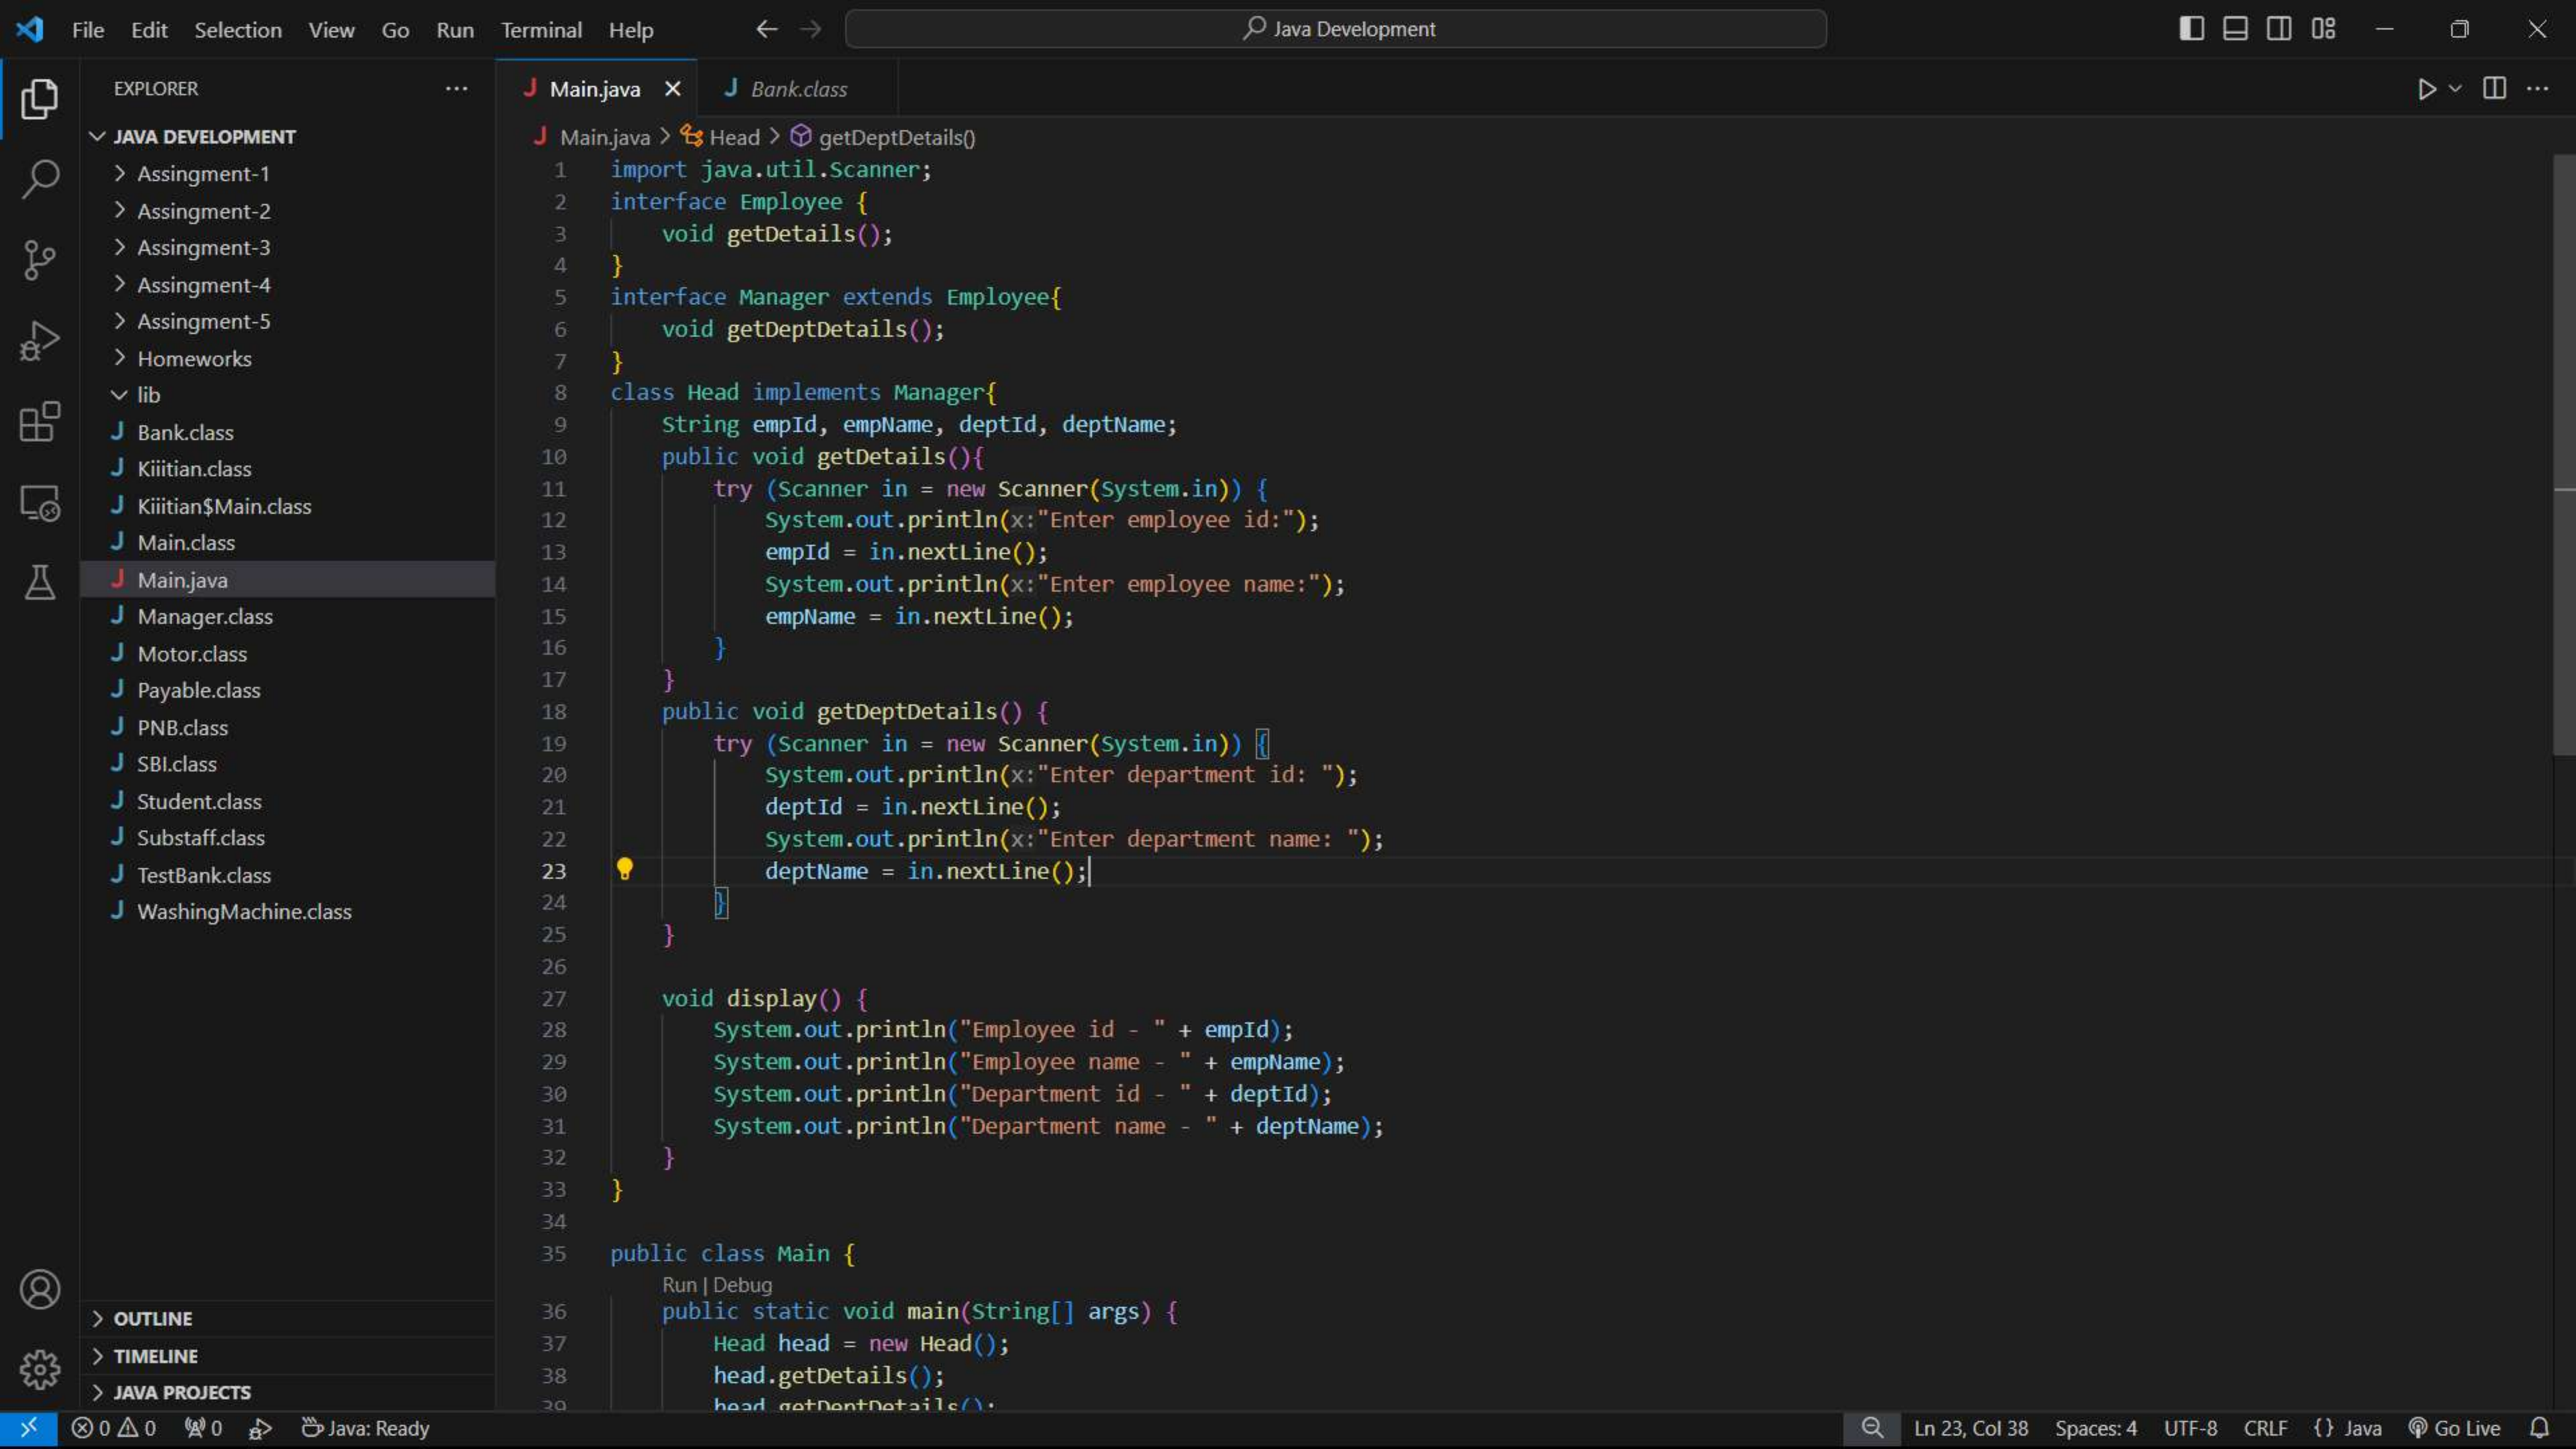 File Edit Selection View Go Run Terminal Help
Java Development
EXPLORER
JAVA DEVELOPMENT
Assingment-1
Assingment-2
Assingment-3
Assingment-4
Assingment-5
Homeworks
lib
J Bank.class
J Kiiitian.class
J Kiiitian$Main.class
J Main.class
J Main.java
J Manager.class
J Motor.class
J Payable.class
J PNB.class
J SBI.class
J Student.class
J Substaff.class
J TestBank.class
J WashingMachine.class
OUTLINE
TIMELINE
JAVA PROJECTS
J Main.java J Bank.class
J Main.java > Head > getDeptDetails()
1 import java.util.Scanner;
2 interface Employee {
3 void getDetails();
4 }
5 interface Manager extends Employee{
6 void getDeptDetails();
7 }
8 class Head implements Manager{
9 String empId, empName, deptId, deptName;
10 public void getDetails(){
11 try (Scanner in = new Scanner(System.in)) {
12 System.out.println(x:"Enter employee id:");
13 empId = in.nextLine();
14 System.out.println(x:"Enter employee name:");
15 empName = in.nextLine();
16 }
17 }
18 public void getDeptDetails() {
19 try (Scanner in = new Scanner(System.in)) {
20 System.out.println(x:"Enter department id: ");
21 deptId = in.nextLine();
22 System.out.println(x:"Enter department name: ");
23 deptName = in.nextLine();
24 }
25 }
26
27 void display() {
28 System.out.println("Employee id - " + empId);
29 System.out.println("Employee name - " + empName);
30 System.out.println("Department id - " + deptId);
31 System.out.println("Department name - " + deptName);
32 }
33 }
34
35 public class Main {
Run | Debug
36 public static void main(String[] args) {
37 Head head = new Head();
38 head.getDetails();
39 head.getDeptDetails();
0 0 0 Java: Ready Ln 23, Col 38 Spaces: 4 UTF-8 CRLF {} Java Go Live